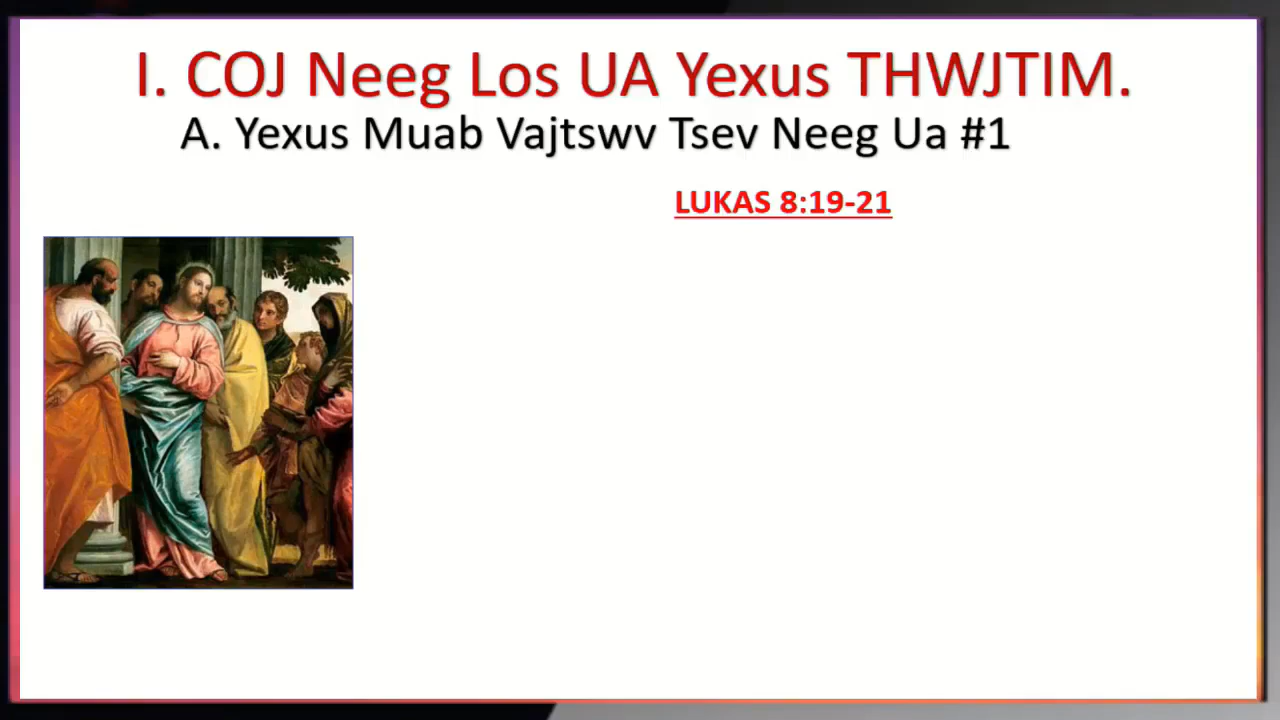 I. COJ Neeg Los UA Yexus THWJTIM.
A. Yexus Muab Vajtswv Tsev Neeg Ua #1
LUKAS 8:19-21